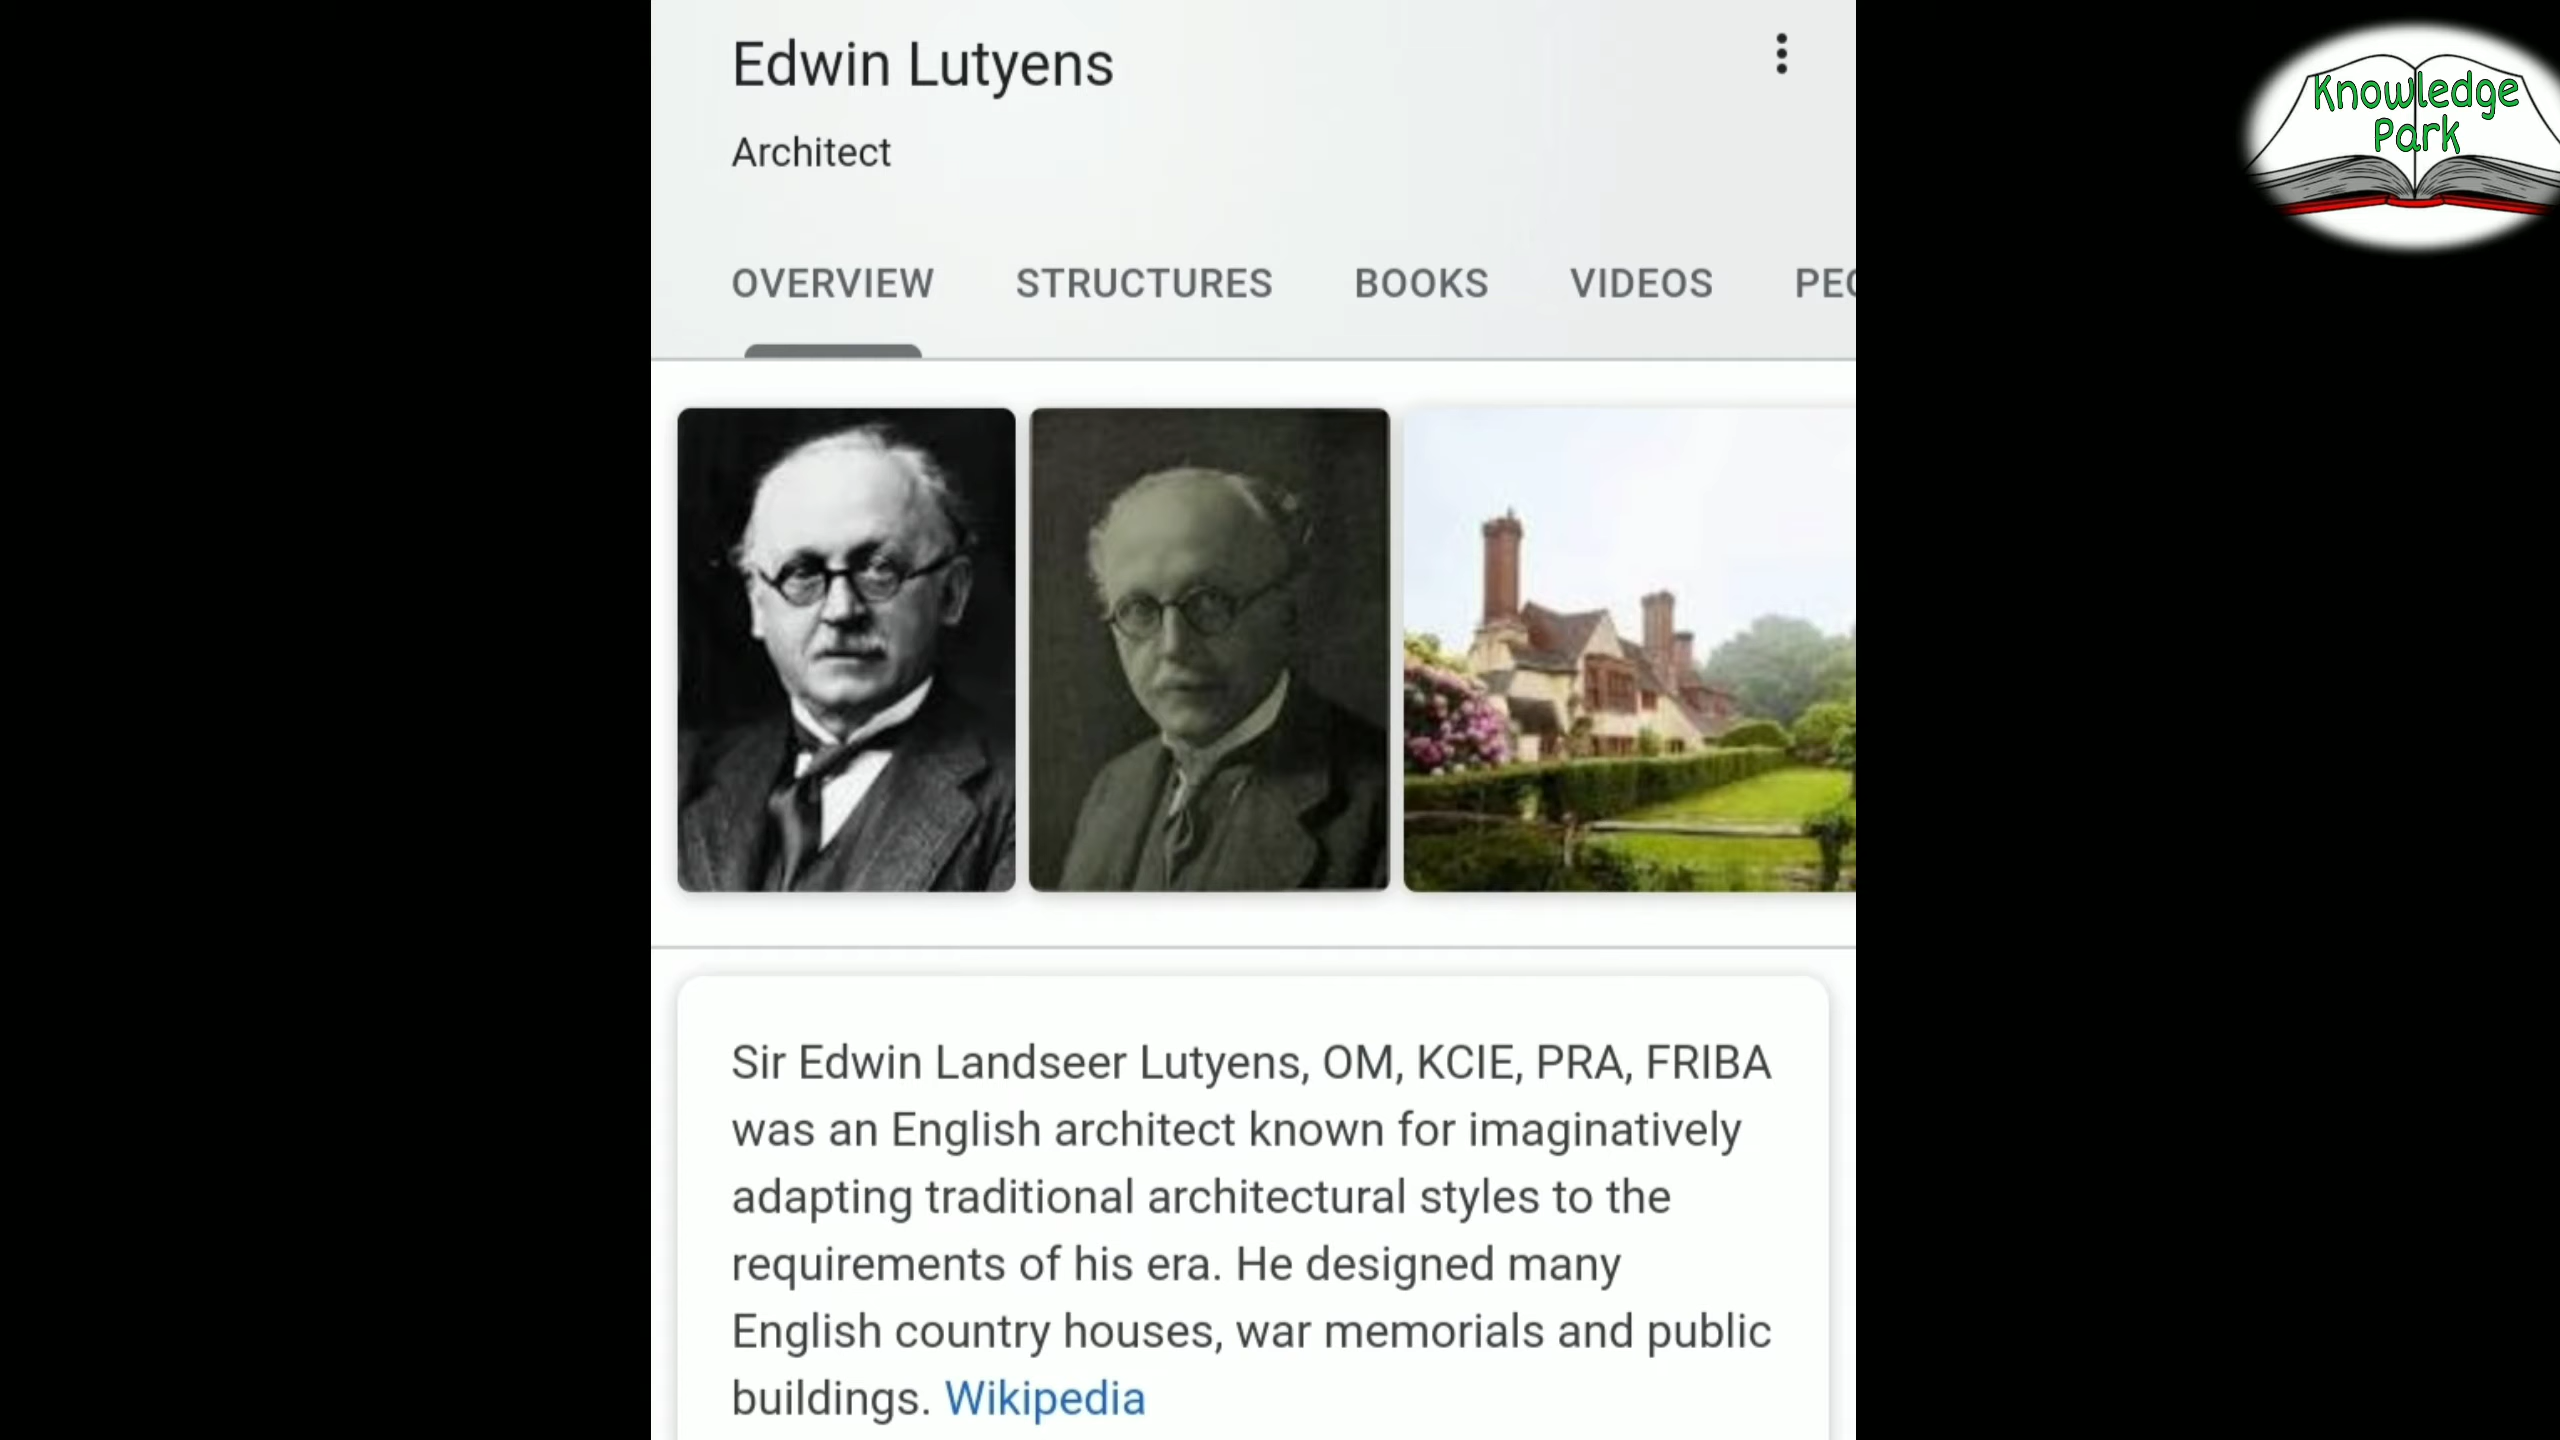 Edwin Lutyens
Architect
OVERVIEW STRUCTURES BOOKS VIDEOS PEO
Sir Edwin Landseer Lutyens, OM, KCIE, PRA, FRIBA
was an English architect known for imaginatively
adapting traditional architectural styles to the
requirements of his era. He designed many
English country houses, war memorials and public
buildings. Wikipedia
Knowledge
Park